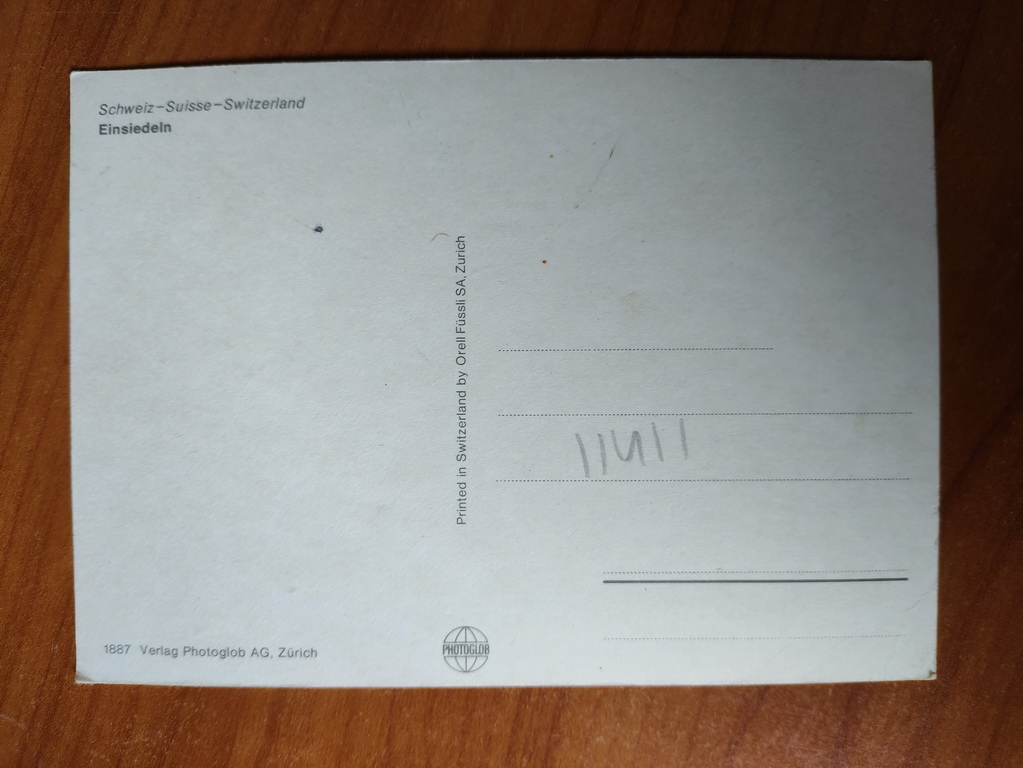 Schweiz–Suisse–Switzerland
Einsiedeln
Printed in Switzerland by Orell Füssli SA, Zurich
11411
1887 Verlag Photoglob AG, Zürich
PHOTOGLOB